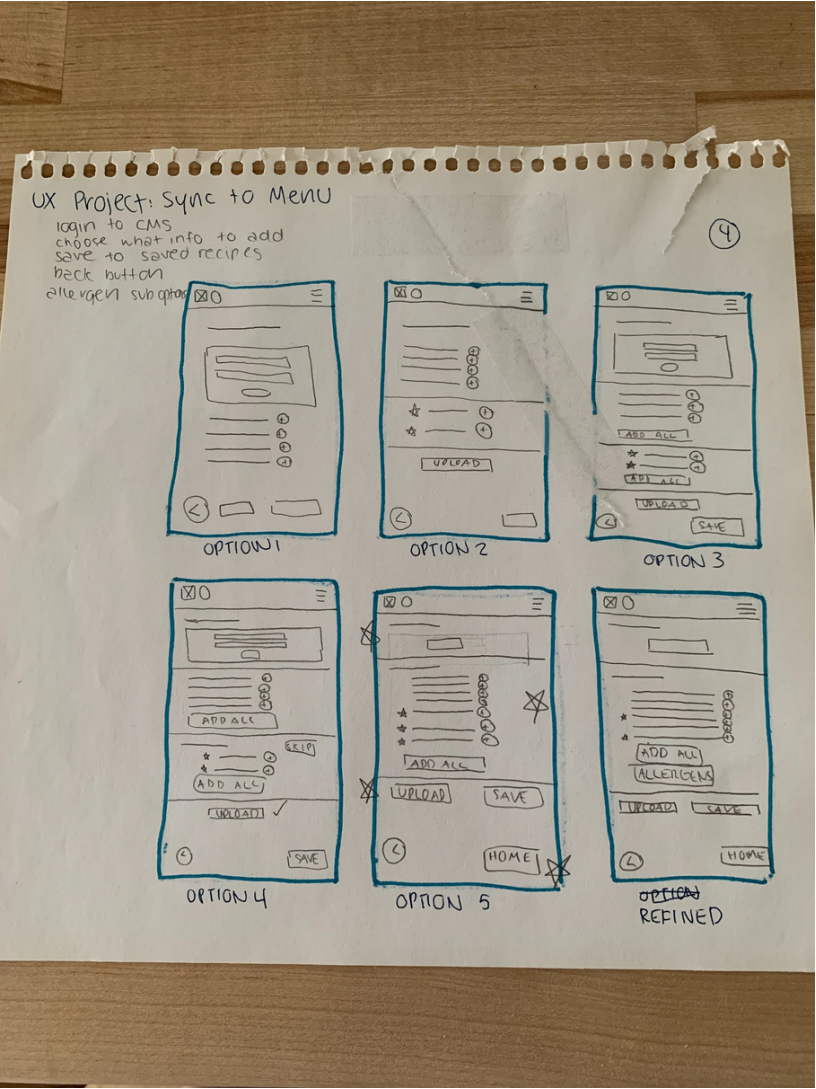 UX Project: Sync to Menu
login to CMS
choose what info to add
save to saved recipes
back button
allergen sub options
4
OPTION 1
UPLOAD
OPTION 2
ADD ALL
ADD ALL
UPLOAD
SAVE
OPTION 3
ADD ALL
SKIP
ADD ALL
UPLOAD
SAVE
OPTION 4
ADD ALL
UPLOAD SAVE
HOME
OPTION 5
ADD ALL
ALLERGENS
UPLOAD SAVE
HOME
OPTION
REFINED